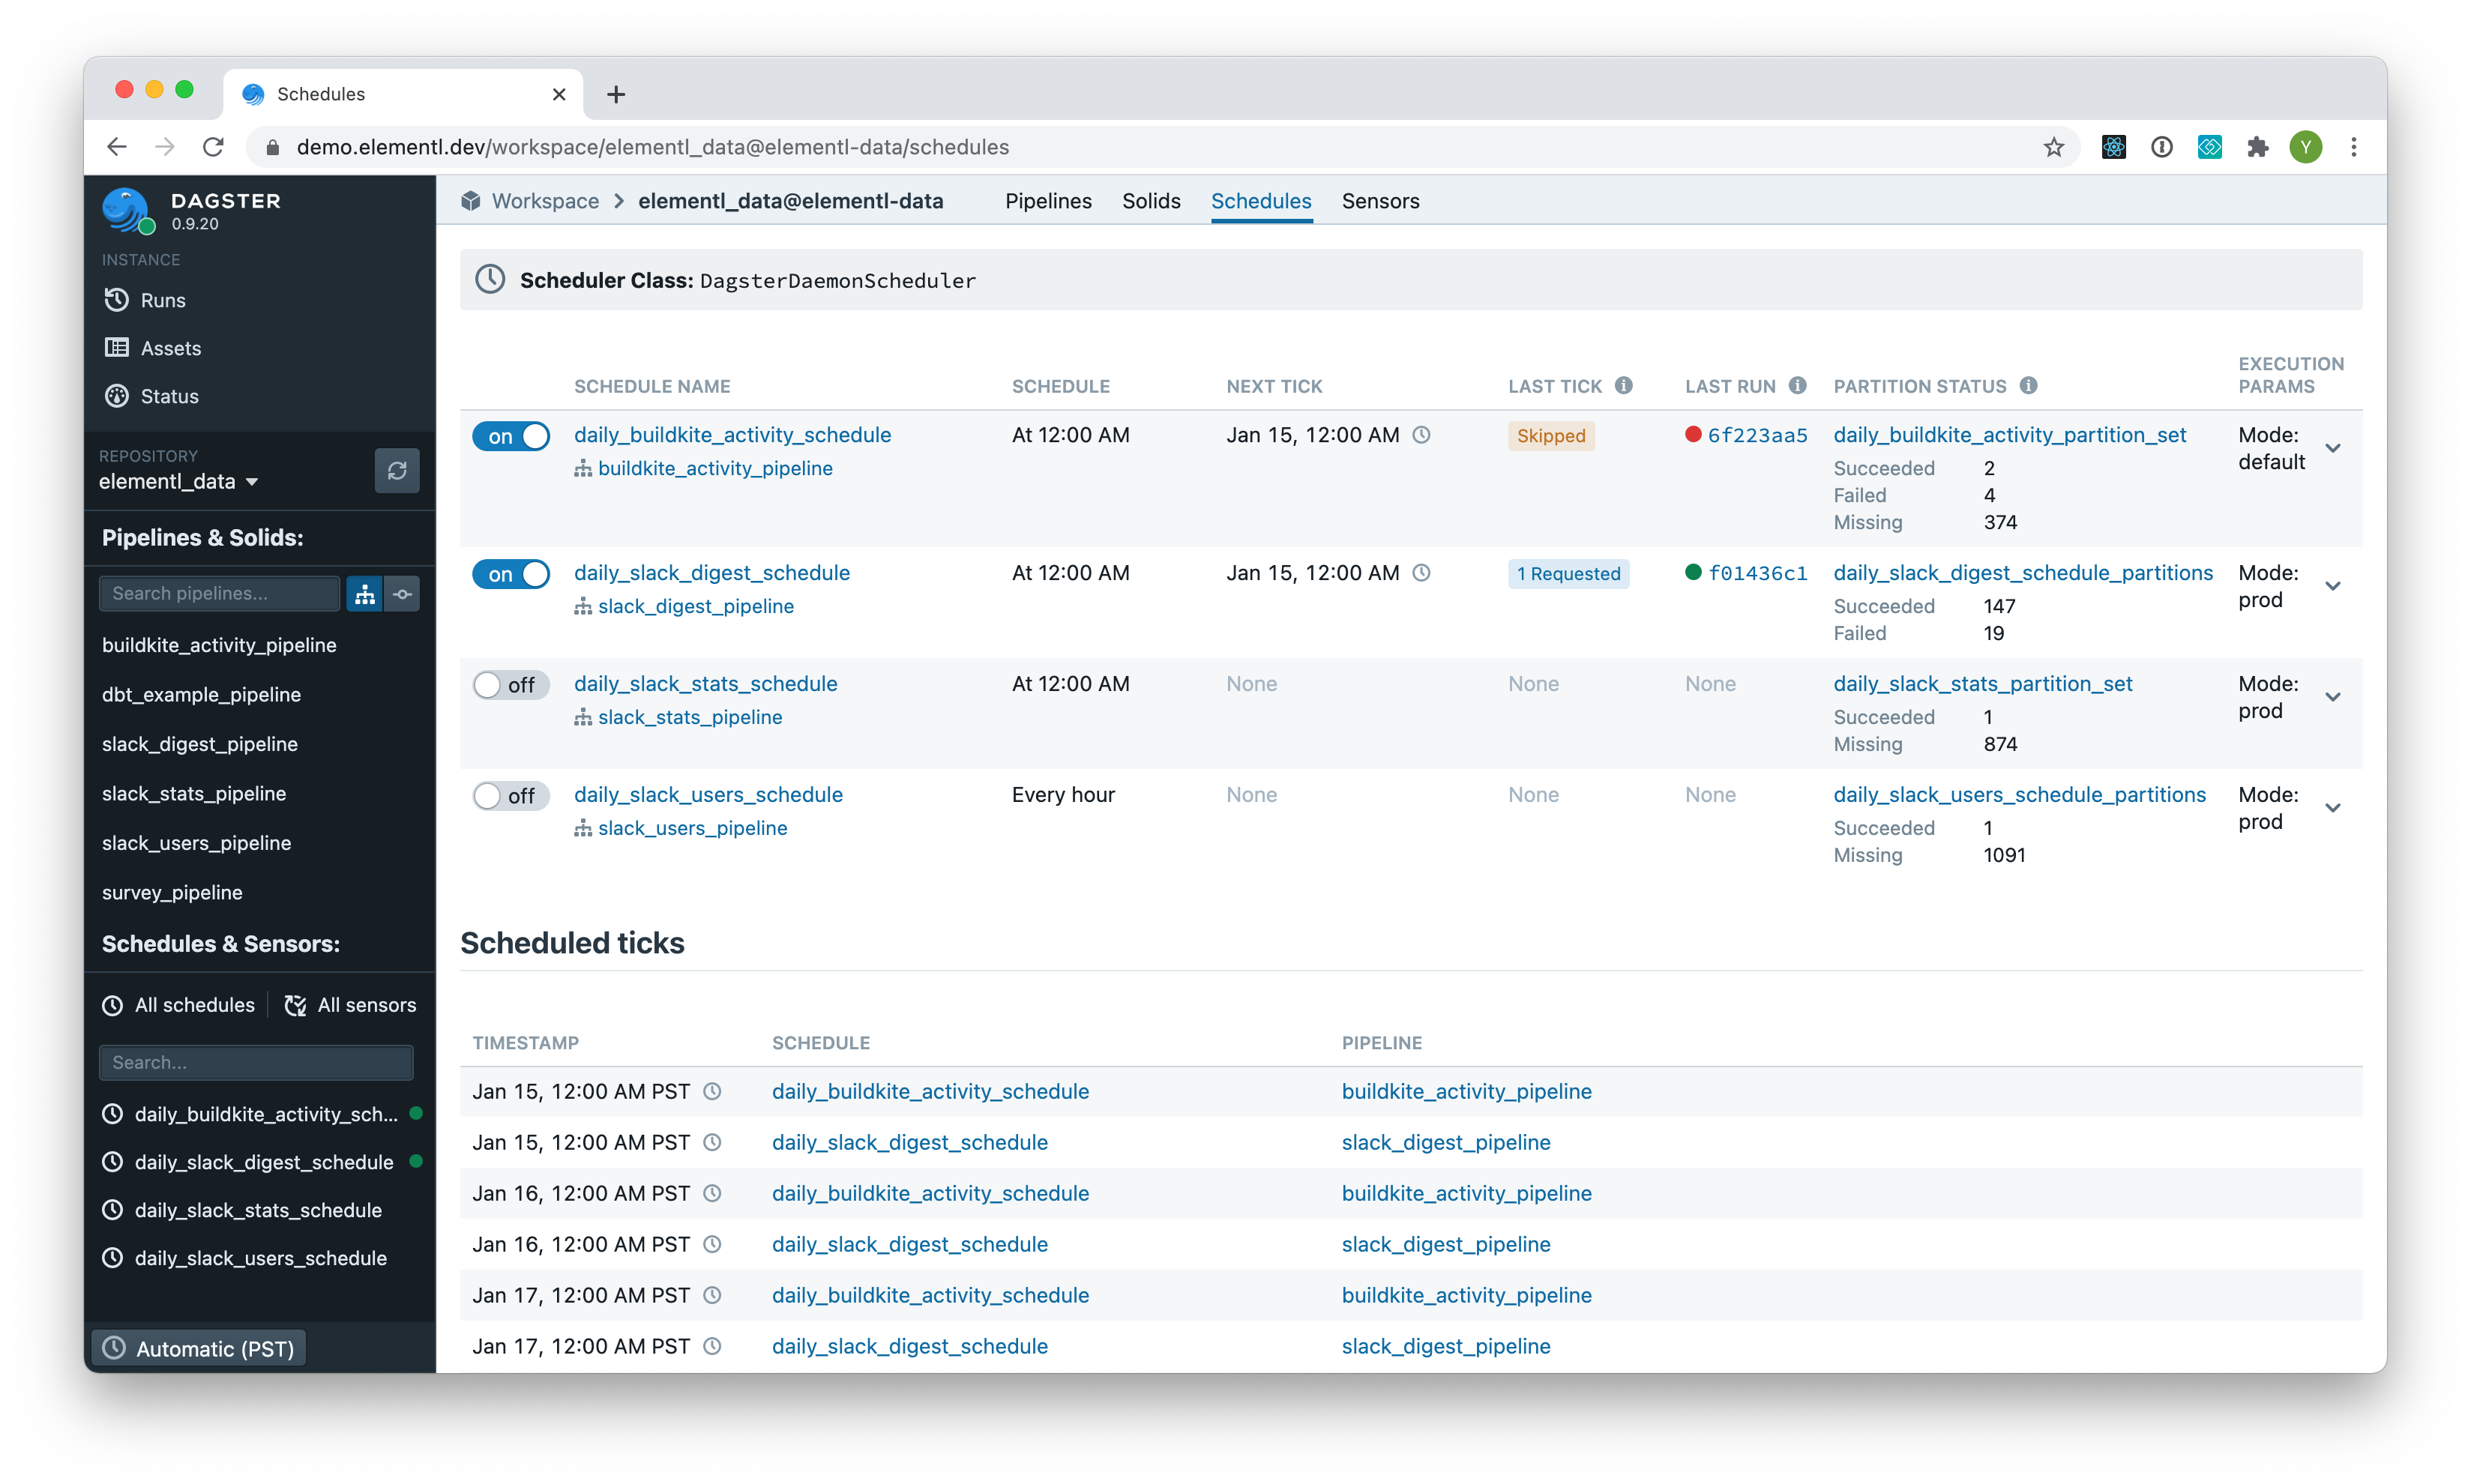 Schedules
demo.elementl.dev/workspace/elementl_data@elementl-data/schedules
Y
DAGSTER
0.9.20
INSTANCE
Runs
Assets
Status
REPOSITORY
elementl_data
Pipelines & Solids:
Search pipelines...
buildkite_activity_pipeline
dbt_example_pipeline
slack_digest_pipeline
slack_stats_pipeline
slack_users_pipeline
survey_pipeline
Schedules & Sensors:
All schedules All sensors
Search...
daily_buildkite_activity_sch...
daily_slack_digest_schedule
daily_slack_stats_schedule
daily_slack_users_schedule
Automatic (PST)
Workspace > elementl_data@elementl-data Pipelines Solids Schedules Sensors
Scheduler Class: DagsterDaemonScheduler
SCHEDULE NAME SCHEDULE NEXT TICK LAST TICK LAST RUN PARTITION STATUS EXECUTION PARAMS
on daily_buildkite_activity_schedule At 12:00 AM Jan 15, 12:00 AM Skipped 6f223aa5 daily_buildkite_activity_partition_set Mode: default
buildkite_activity_pipeline Succeeded 2
Failed 4
Missing 374
on daily_slack_digest_schedule At 12:00 AM Jan 15, 12:00 AM 1 Requested f01436c1 daily_slack_digest_schedule_partitions Mode: prod
slack_digest_pipeline Succeeded 147
Failed 19
off daily_slack_stats_schedule At 12:00 AM None None None daily_slack_stats_partition_set Mode: prod
slack_stats_pipeline Succeeded 1
Missing 874
off daily_slack_users_schedule Every hour None None None daily_slack_users_schedule_partitions Mode: prod
slack_users_pipeline Succeeded 1
Missing 1091
Scheduled ticks
TIMESTAMP SCHEDULE PIPELINE
Jan 15, 12:00 AM PST daily_buildkite_activity_schedule buildkite_activity_pipeline
Jan 15, 12:00 AM PST daily_slack_digest_schedule slack_digest_pipeline
Jan 16, 12:00 AM PST daily_buildkite_activity_schedule buildkite_activity_pipeline
Jan 16, 12:00 AM PST daily_slack_digest_schedule slack_digest_pipeline
Jan 17, 12:00 AM PST daily_buildkite_activity_schedule buildkite_activity_pipeline
Jan 17, 12:00 AM PST daily_slack_digest_schedule slack_digest_pipeline